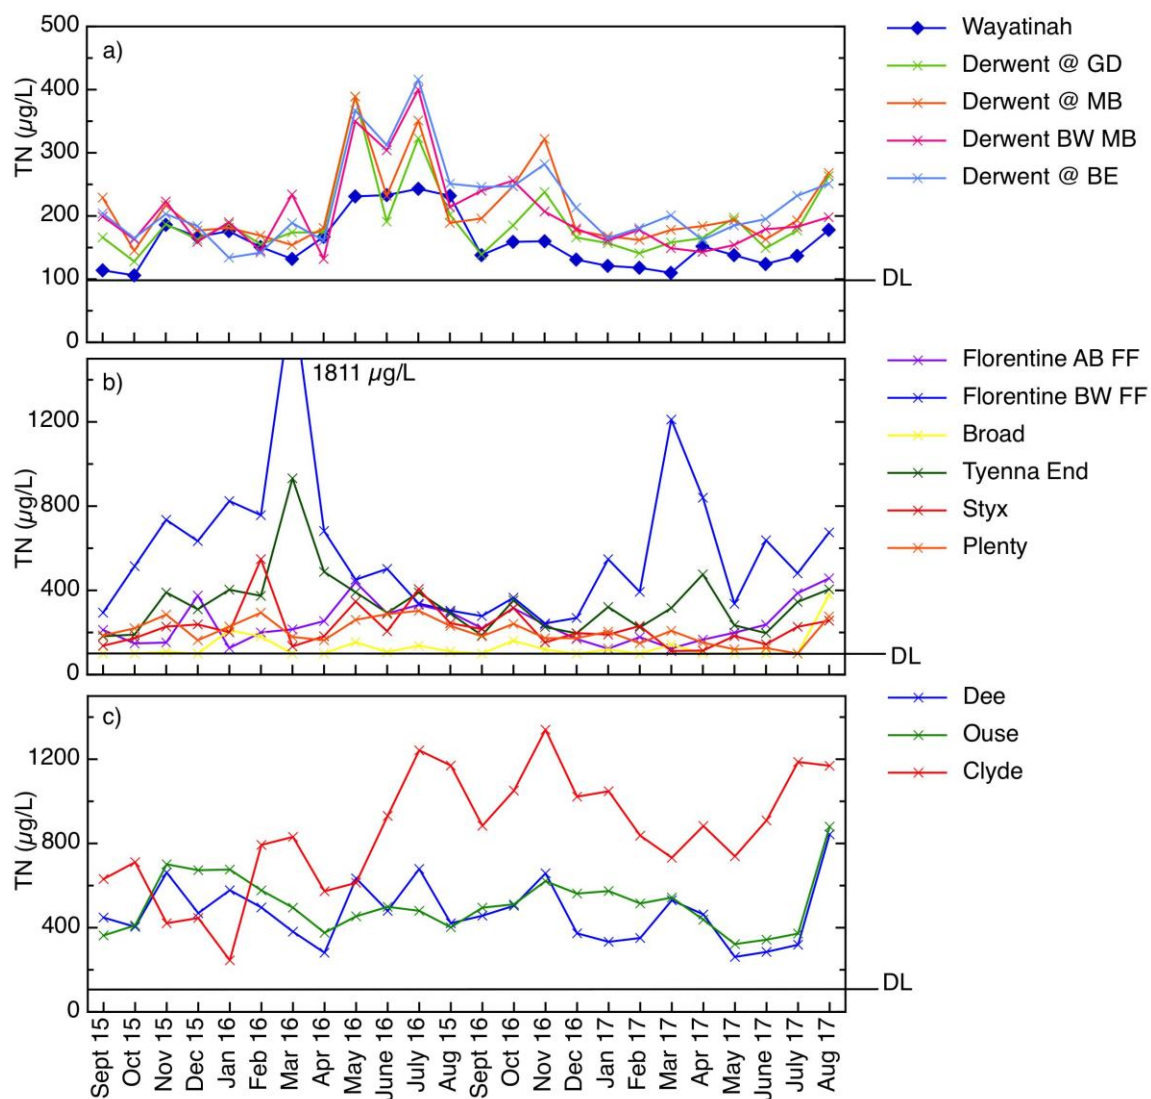 500
400
300
200
100
0
TN (µg/L)
a)
DL
Wayatinah
Derwent @ GD
Derwent @ MB
Derwent BW MB
Derwent @ BE
1200
800
400
0
TN (µg/L)
b)
1811 µg/L
DL
Florentine AB FF
Florentine BW FF
Broad
Tyenna End
Styx
Plenty
1200
800
400
0
TN (µg/L)
c)
DL
Dee
Ouse
Clyde
Sept 15
Oct 15
Nov 15
Dec 15
Jan 16
Feb 16
Mar 16
Apr 16
May 16
June 16
July 16
Aug 15
Sept 16
Oct 16
Nov 16
Dec 16
Jan 17
Feb 17
Mar 17
Apr 17
May 17
June 17
July 17
Aug 17